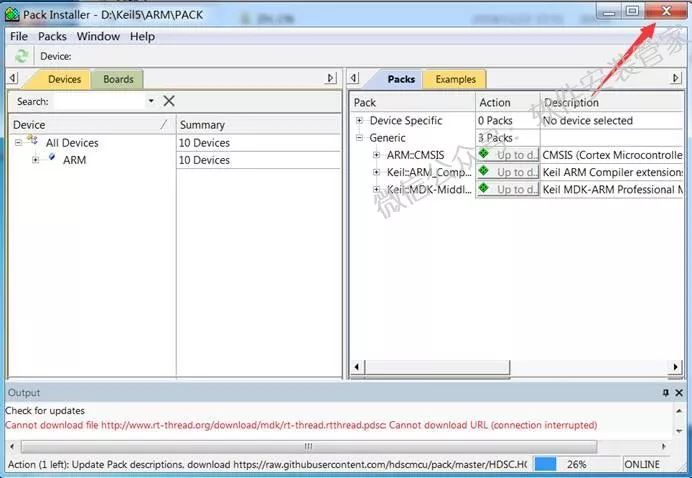 Pack Installer - D:\Keil5\ARM\PACK
File Packs Window Help
Device:
Devices Boards
Search:
Device / Summary
All Devices 10 Devices
ARM 10 Devices
Packs Examples
Pack Action Description
Device Specific 0 Packs No device selected
Generic 3 Packs
ARM::CMSIS Up to d... CMSIS (Cortex Microcontrolle
Keil::ARM_Comp... Up to d... Keil ARM Compiler extensions
Keil::MDK-Middl... Up to d... Keil MDK-ARM Professional M
微信公众号:软件安装管家
Output
Check for updates
Cannot download file http://www.rt-thread.org/download/mdk/rt-thread.rtthread.pdsc: Cannot download URL (connection interrupted)
Action (1 left): Update Pack descriptions, download https://raw.githubusercontent.com/hdscmcu/pack/master/HDSC.H 26% ONLINE